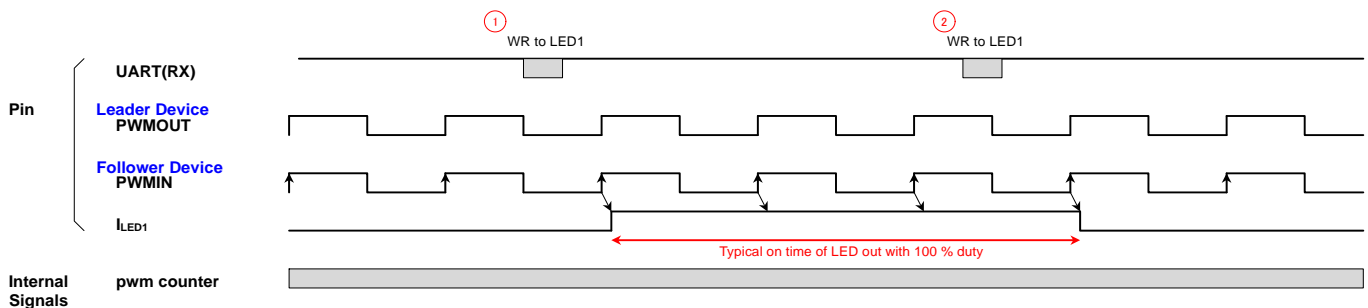 1
2
WR to LED1
WR to LED1
UART(RX)
Pin
Leader Device
PWMOUT
Follower Device
PWMIN
ILED1
Typical on time of LED out with 100 % duty
Internal
Signals
pwm counter